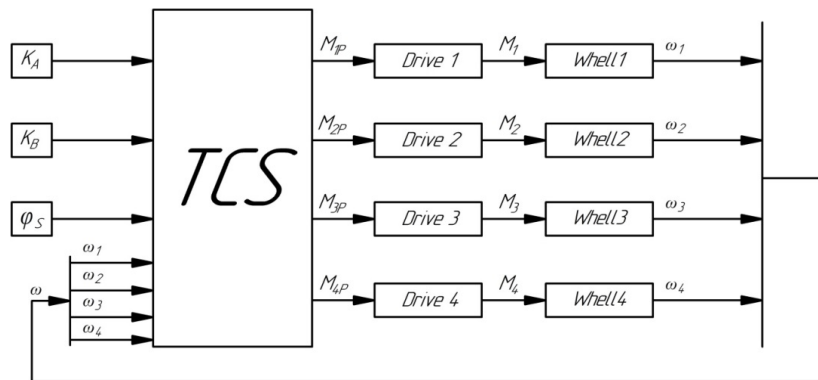 K_A
K_B
φ_S
ω
ω_1
ω_2
ω_3
ω_4
TCS
M_1P Drive 1 M_1 Whell1 ω_1
M_2P Drive 2 M_2 Whell2 ω_2
M_3P Drive 3 M_3 Whell3 ω_3
M_4P Drive 4 M_4 Whell4 ω_4